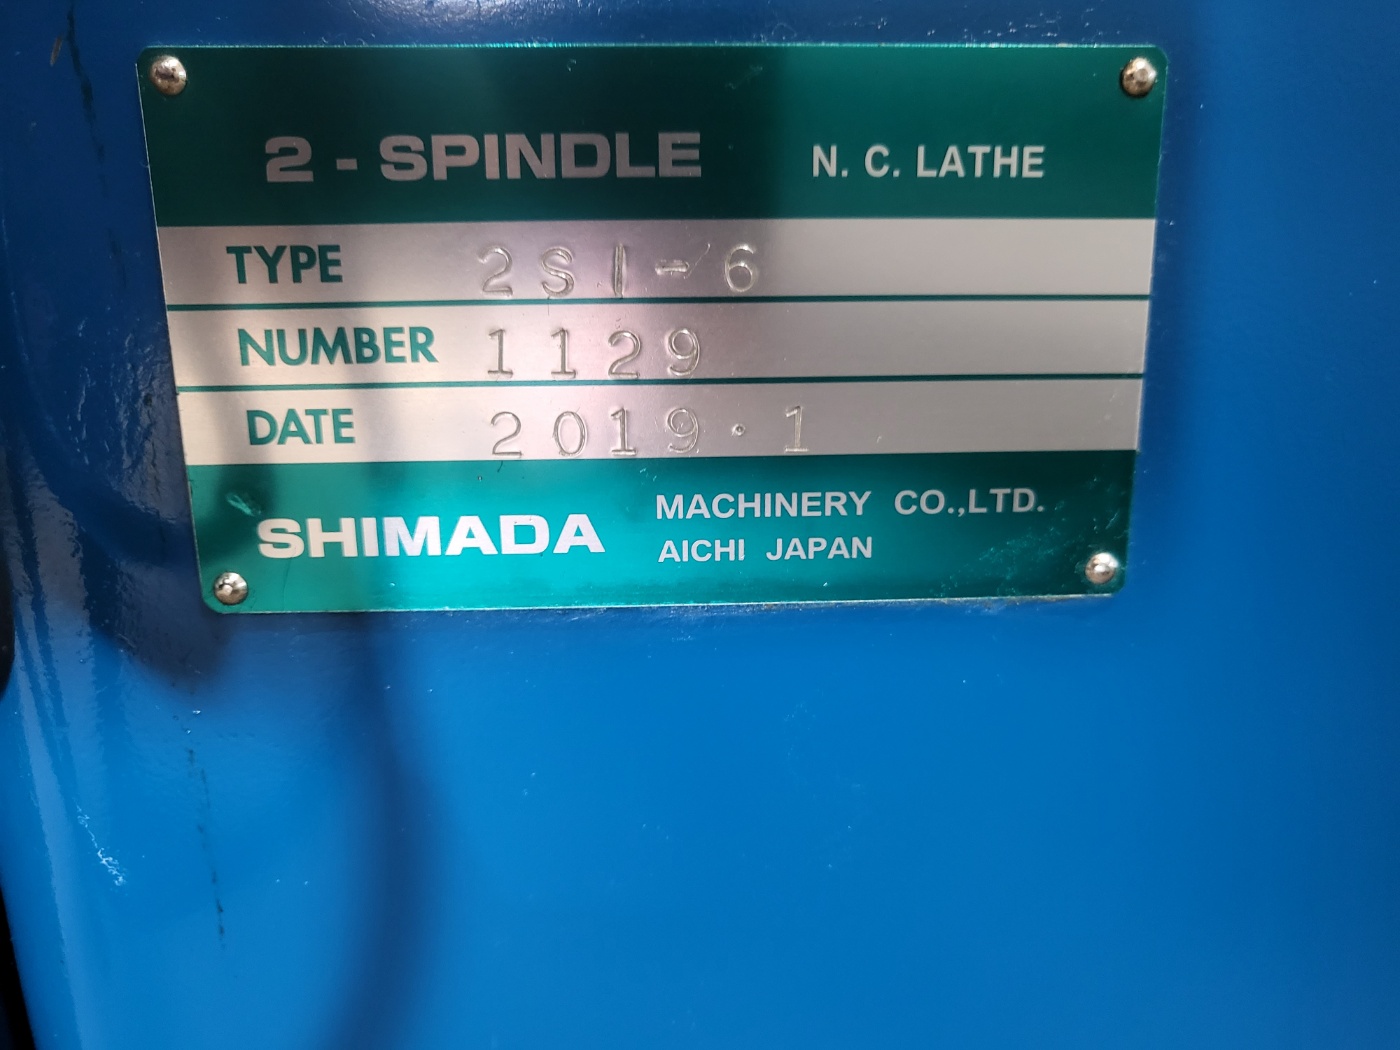 2 - SPINDLE N. C. LATHE
TYPE 2SI-6
NUMBER 1129
DATE 2019·1
SHIMADA MACHINERY CO.,LTD.
AICHI JAPAN